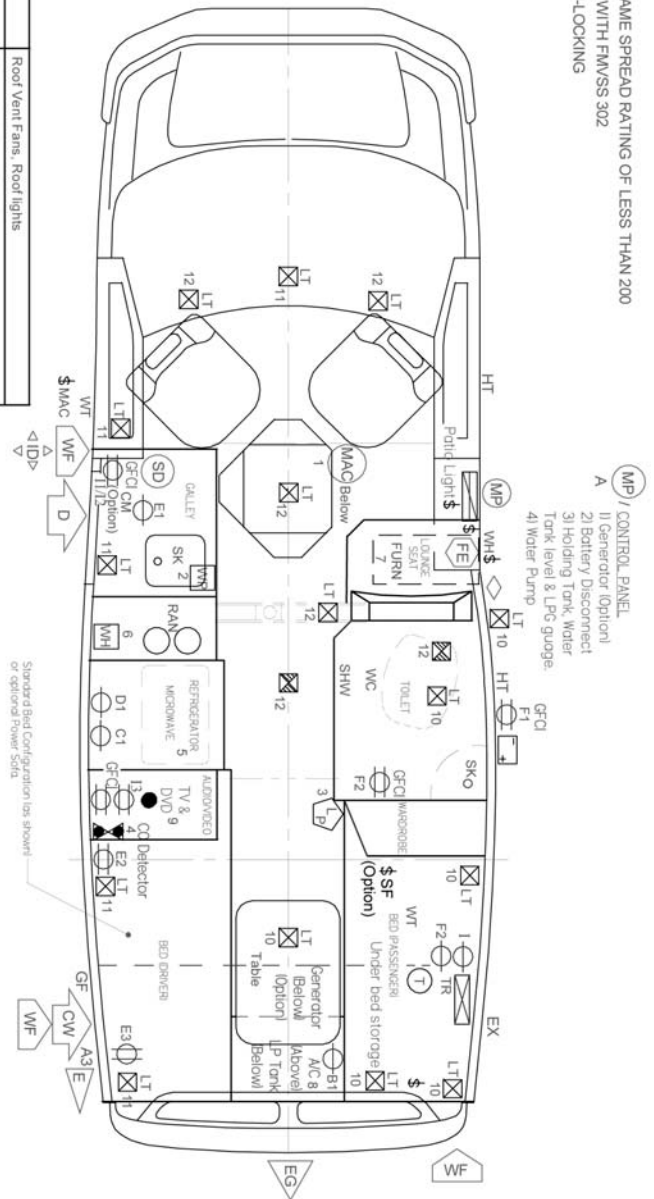 AME SPREAD RATING OF LESS THAN 200
WITH FMVSS 302
-LOCKING
Roof Vent Fans, Roof lights
MP / CONTROL PANEL
A
1) Generator (Option)
2) Battery Disconnect
3) Holding Tank, Water
Tank level & LPG guage.
4) Water Pump
HT
Patio Light $
MP
$
WH$
FE
LT
10
HT
GFCI
F1
- +
LT
12
LT
11
LT
12
MAC Below
1
LT
12
LOUNGE
SEAT
FURN
7
LT
12
12
SHW
WC
TOILET
12
LT
10
SKO
GFCI
F2
3
LP
WARDROBE
$ SF
(Option)
LT
10
WT
BED (PASSENGER)
Under bed storage
F2
I
T
TR
EX
LT
10
$
LT
10
LT
10
Table
Generator
(Below)
(Option)
A/C 8
(Above)
LP Tank
(Below)
B1
EG
WF
$ MAC
WT
LT
11
WF
ID
D
SD
GFCI CM
(Option)
11/13
E1
GALLEY
SK 2
LT
11
WH
6
RAN
REFRIGERATOR
MICROWAVE
5
D1
C1
AUDIO/VIDEO
TV &
DVD 9
GFCI
13
4
CO Detector
E2
LT
11
BED (DRIVER)
GF
E3
LT
11
WF
CW
A3
E
Standard Bed Configuration (as shown)
or optional Power Sofa